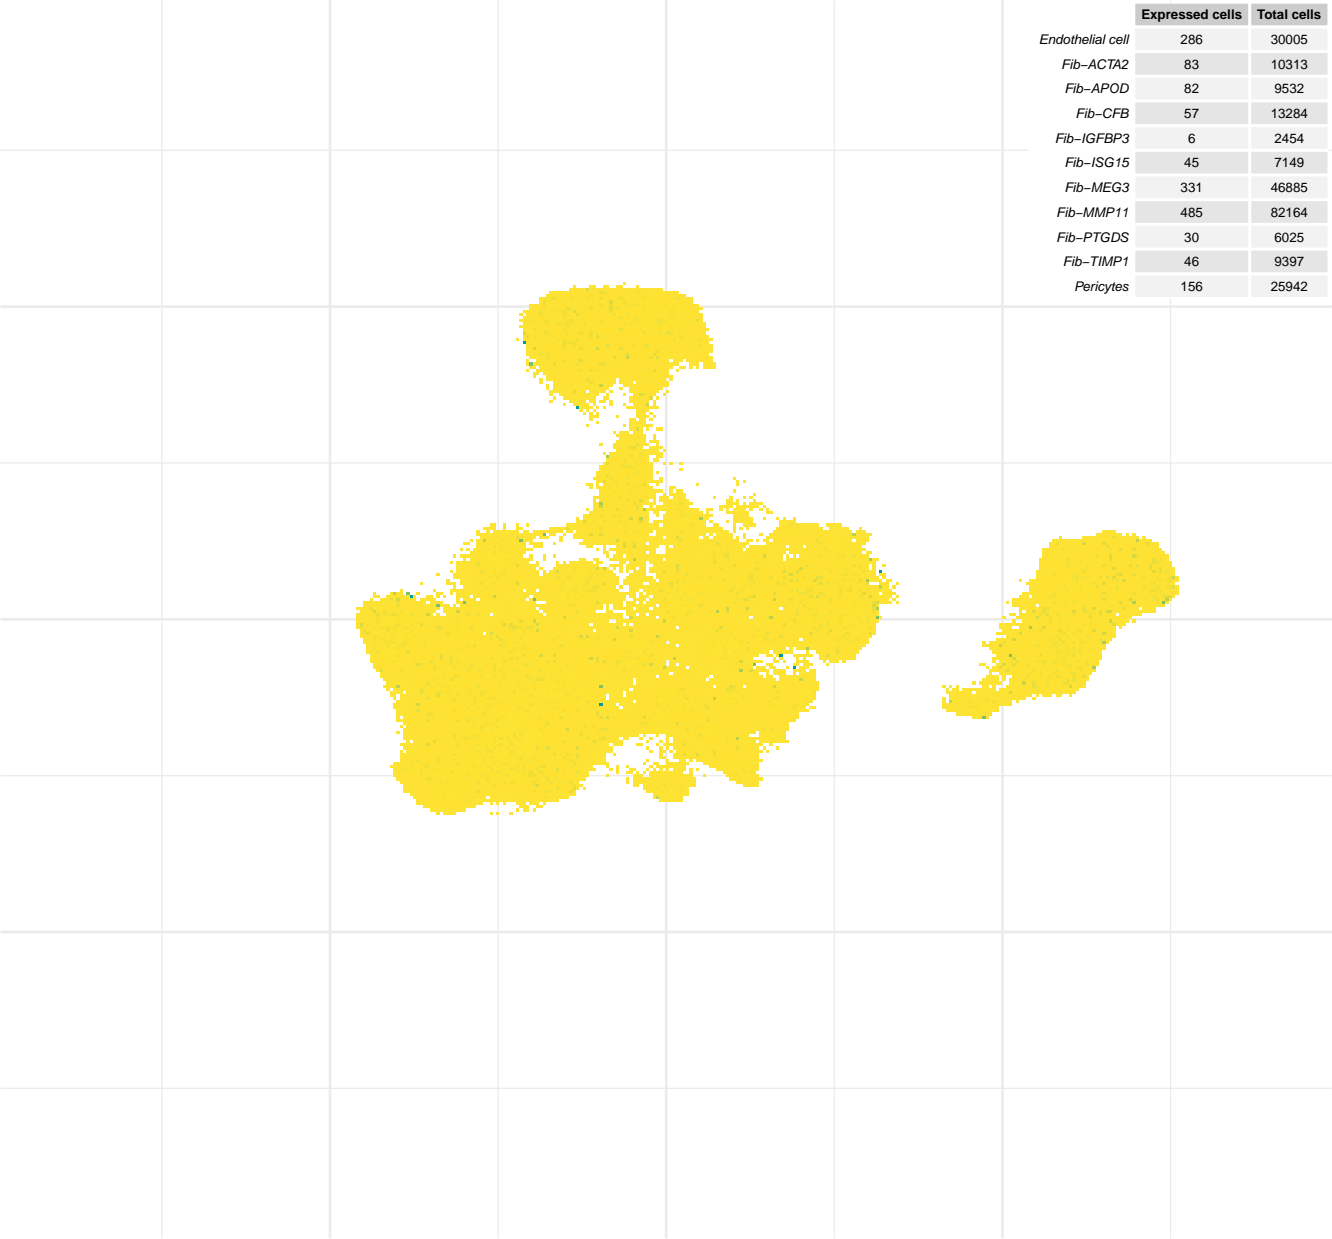 Expressed cells Total cells
Endothelial cell 286 30005
Fib−ACTA2 83 10313
Fib−APOD 82 9532
Fib−CFB 57 13284
Fib−IGFBP3 6 2454
Fib−ISG15 45 7149
Fib−MEG3 331 46885
Fib−MMP11 485 82164
Fib−PTGDS 30 6025
Fib−TIMP1 46 9397
Pericytes 156 25942